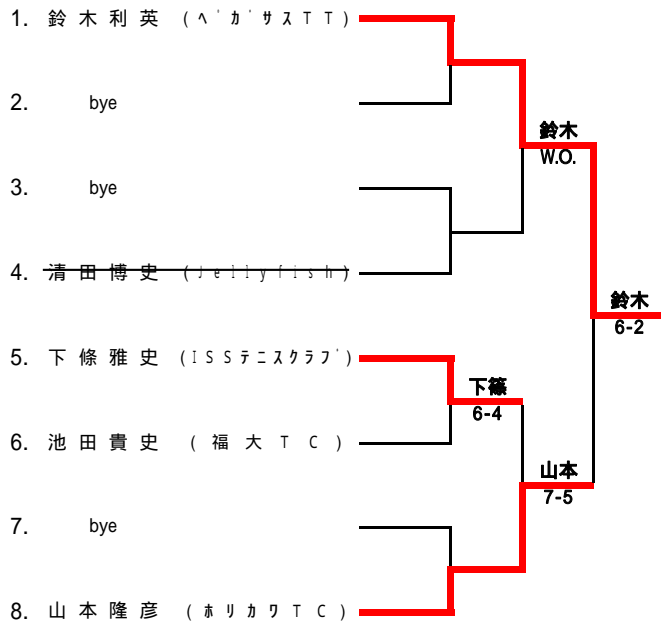 1. 鈴木利英 (ペガサスTT)
2. bye
鈴木
W.O.
3. bye
4. 清田博史 (Jellyfish)
鈴木
6-2
5. 下條雅史 (ISSテニスクラブ)
下篠
6-4
6. 池田貴史 (福大TC)
山本
7-5
7. bye
8. 山本隆彦 (ホリカワTC)